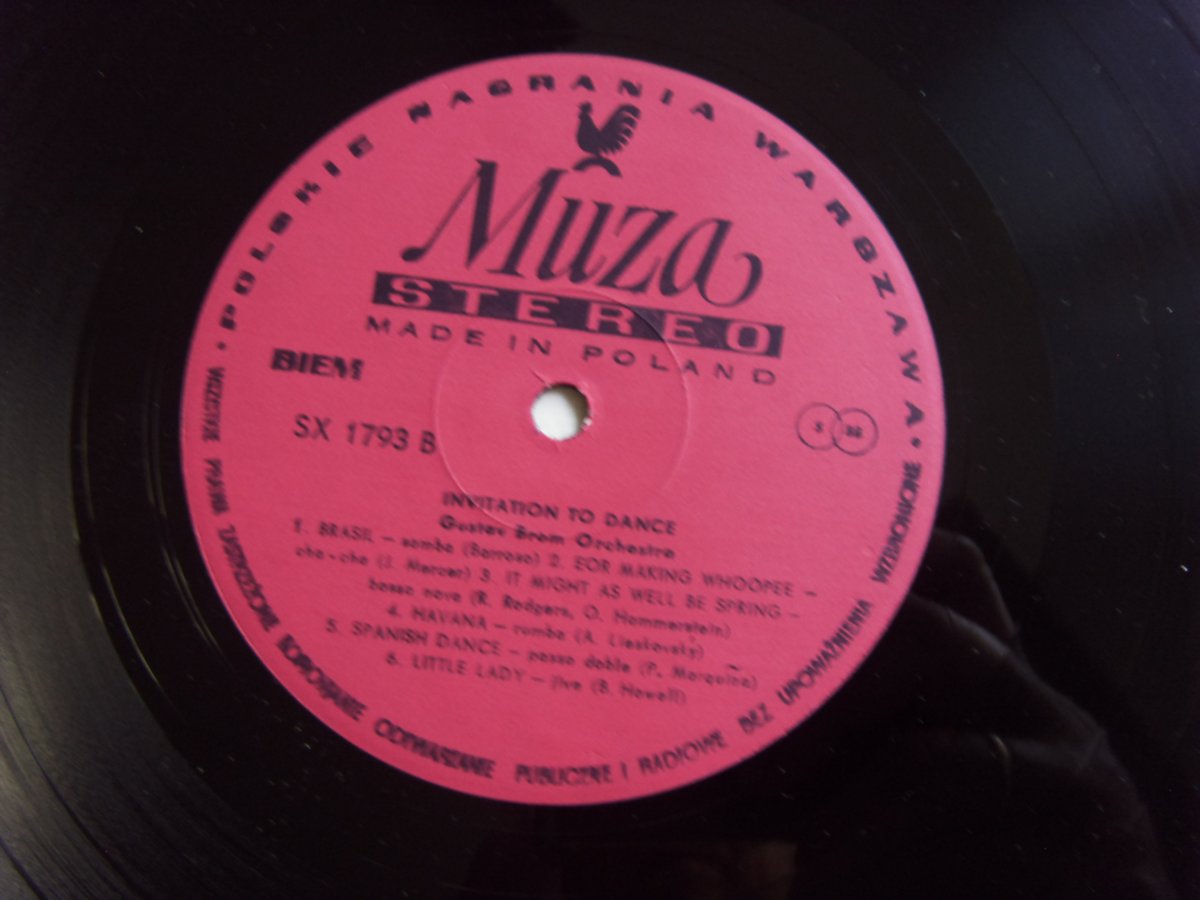 • POLSKIE NAGRANIA WARSZAWA •
Muza
STEREO
MADE IN POLAND
BIEM
SX 1793 B
INVITATION TO DANCE
Gustav Brom Orchestra
1. BRASIL – samba (Barroso) 2. EOR MAKING WHOOPEE –
cha-cha (J. Mercer) 3. IT MIGHT AS WELL BE SPRING –
bossa nova (R. Rodgers, O. Hammerstein)
4. HAVANA – rumba (A. Lieskovský)
5. SPANISH DANCE – passo doble (P. Marquina)
6. LITTLE LADY – jive (B. Howell)
WSZYSTKIE PRAWA ZASTRZEŻONE KOPIOWANIE ODTWARZANIE PUBLICZNE I RADIOWE BEZ UPOWAŻNIENIA WZBRONIONE